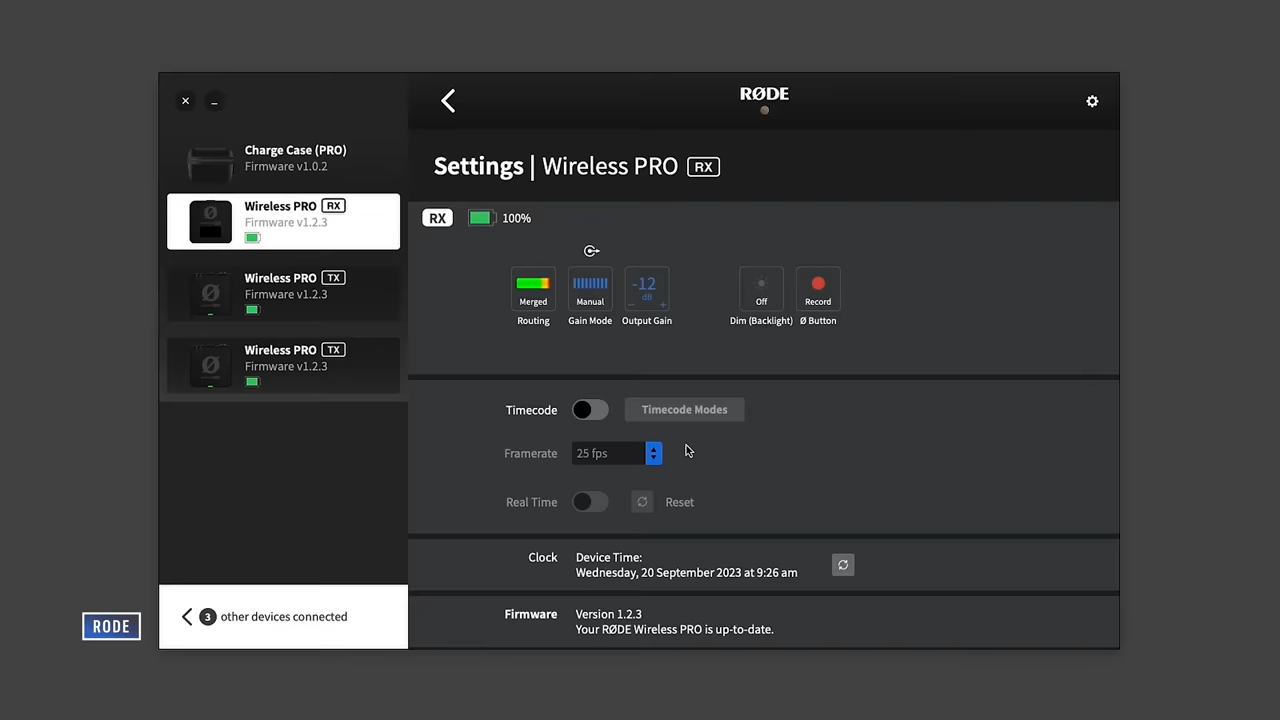 RØDE
Charge Case (PRO)
Firmware v1.0.2
Wireless PRO RX
Firmware v1.2.3
Wireless PRO TX
Firmware v1.2.3
Wireless PRO TX
Firmware v1.2.3
3 other devices connected
Settings | Wireless PRO RX
RX 100%
Merged
Routing
Manual
Gain Mode
-12
dB
Output Gain
Off
Dim (Backlight)
Record
Ø Button
Timecode Timecode Modes
Framerate 25 fps
Real Time Reset
Clock Device Time:
Wednesday, 20 September 2023 at 9:26 am
Firmware Version 1.2.3
Your RØDE Wireless PRO is up-to-date.
RODE